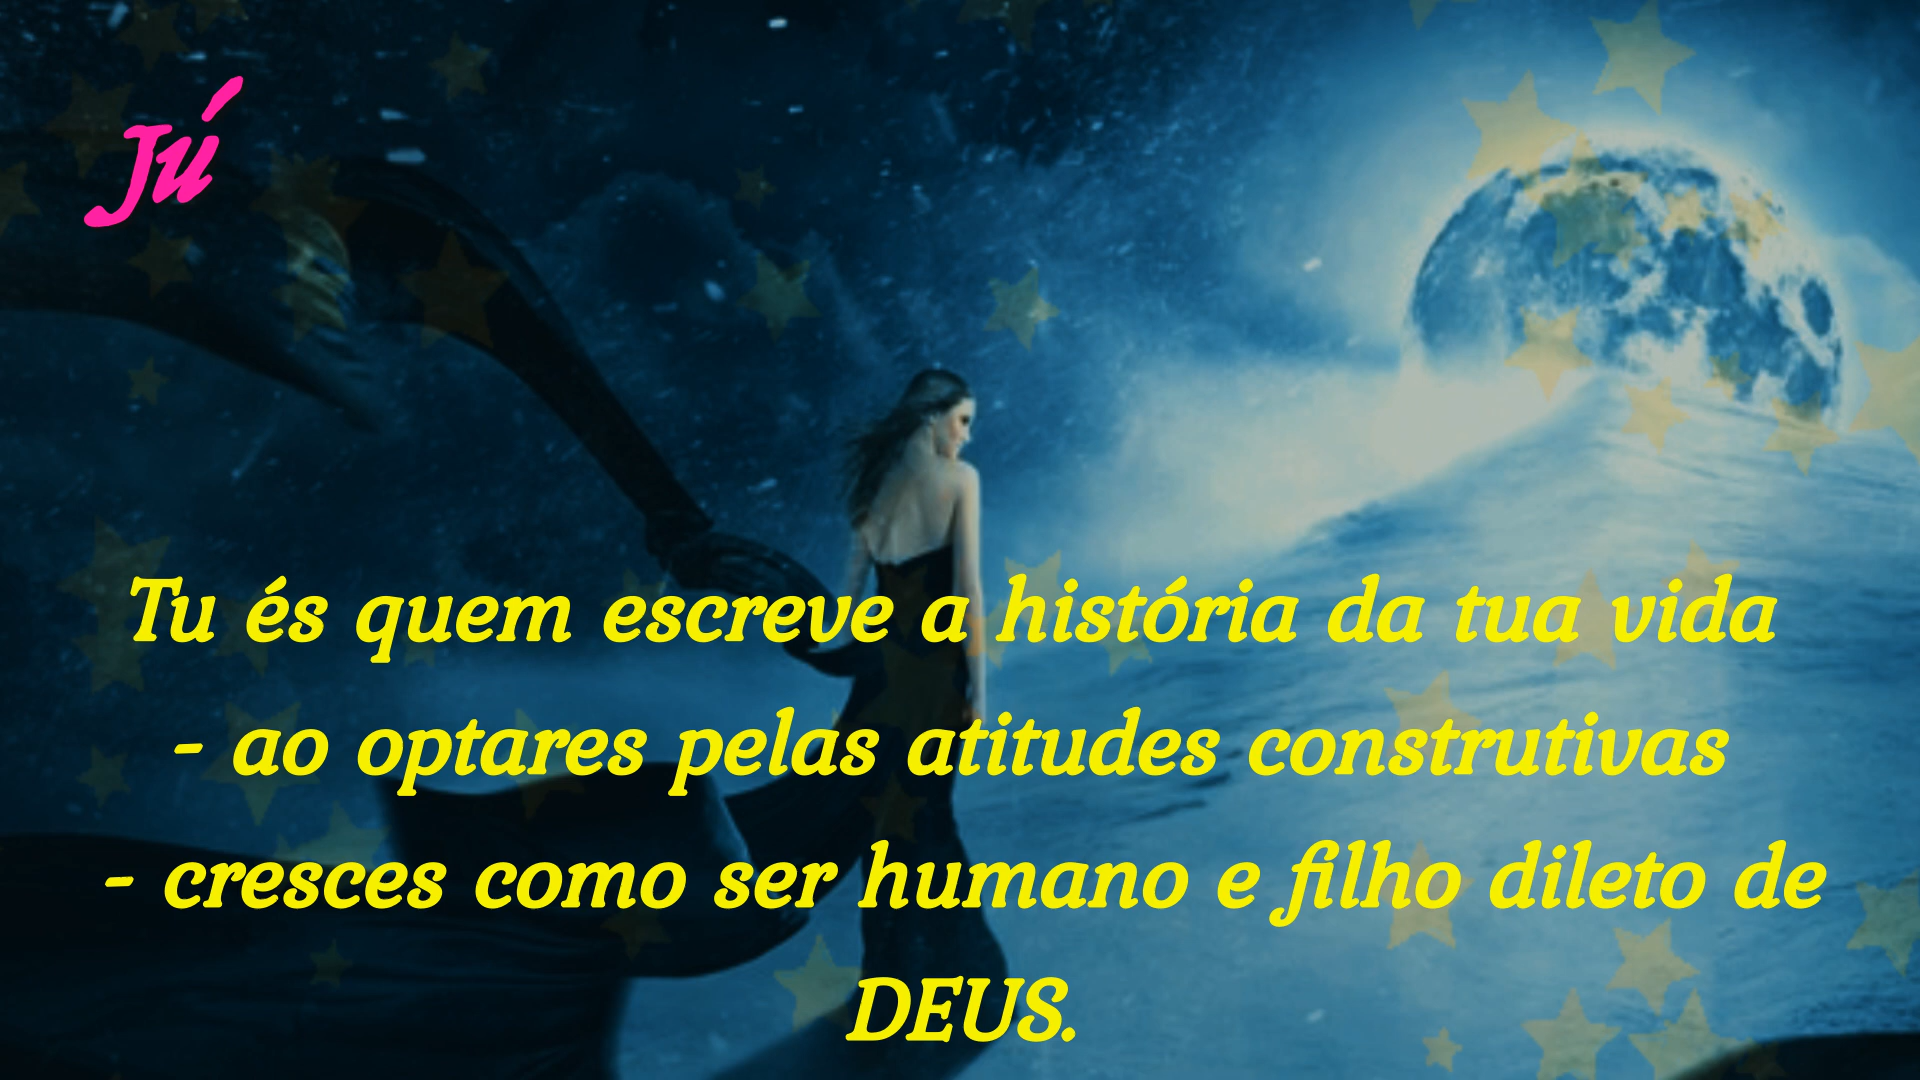 Jú
Tu és quem escreve a história da tua vida
- ao optares pelas atitudes construtivas
- cresces como ser humano e filho dileto de
DEUS.